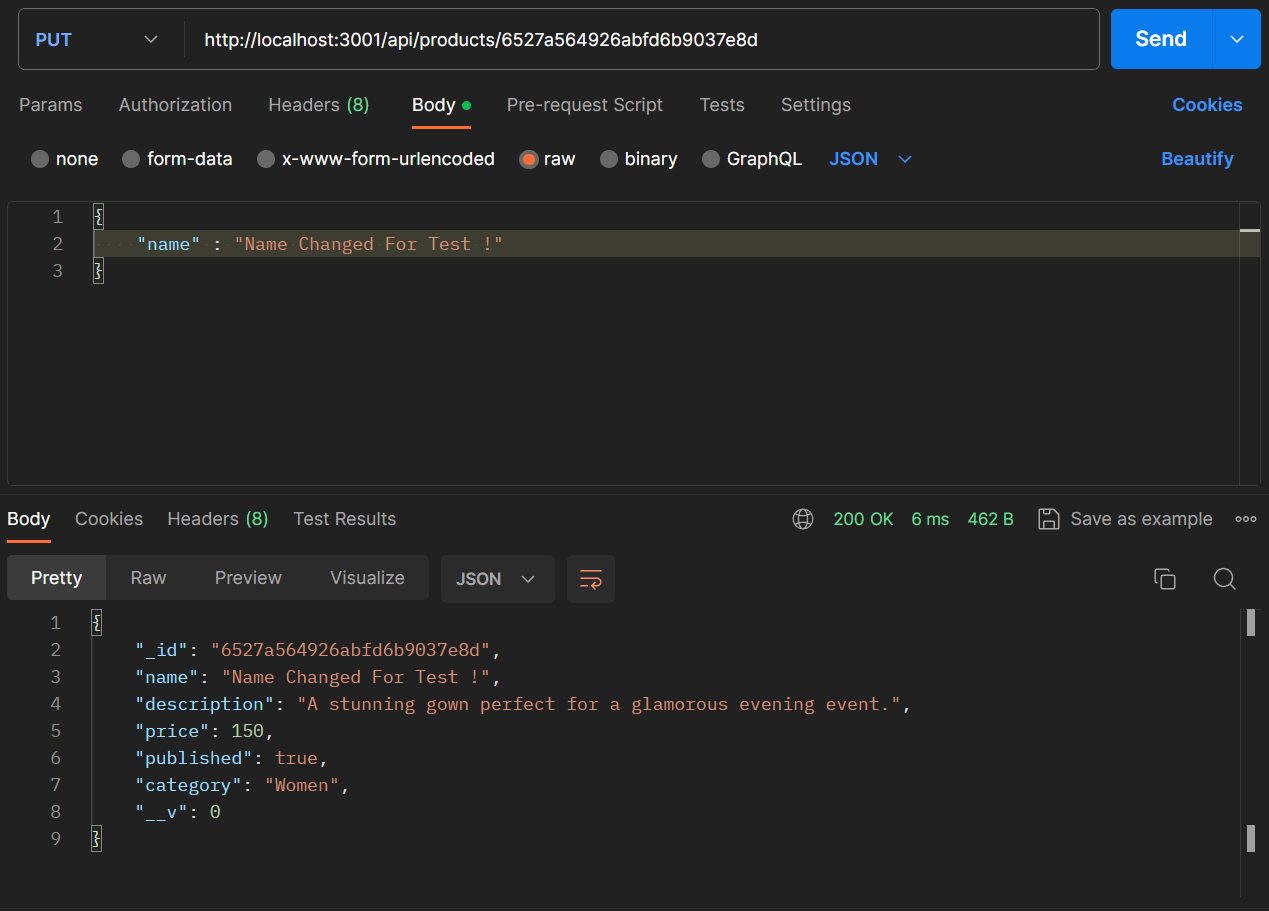 PUT http://localhost:3001/api/products/6527a564926abfd6b9037e8d Send
Params Authorization Headers (8) Body Pre-request Script Tests Settings Cookies
none form-data x-www-form-urlencoded raw binary GraphQL JSON Beautify
1 {
2 "name" : "Name Changed For Test !"
3 }
Body Cookies Headers (8) Test Results 200 OK 6 ms 462 B Save as example
Pretty Raw Preview Visualize JSON
1 {
2 "_id": "6527a564926abfd6b9037e8d",
3 "name": "Name Changed For Test !",
4 "description": "A stunning gown perfect for a glamorous evening event.",
5 "price": 150,
6 "published": true,
7 "category": "Women",
8 "__v": 0
9 }